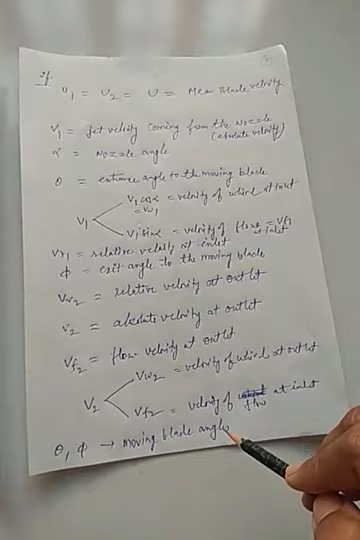 if
U1 = U2 = U = Mean Blade velocity
V1 = Jet velocity coming from the Nozzle
(absolute velocity)
α = Nozzle angle
θ = entrance angle to the moving blade
V1 cosα = velocity of whirl at inlet
= Vw1
V1
V1 sinα = velocity of flow = Vf1
at inlet
Vr1 = relative velocity at inlet
ϕ = exit angle to the moving blade
= relative velocity at outlet
V2 = absolute velocity at outlet
Vf2 = flow velocity at outlet
Vw2 = velocity of whirl at outlet
V2
Vf2 = velocity of at inlet
flow
θ, ϕ → moving blade angle